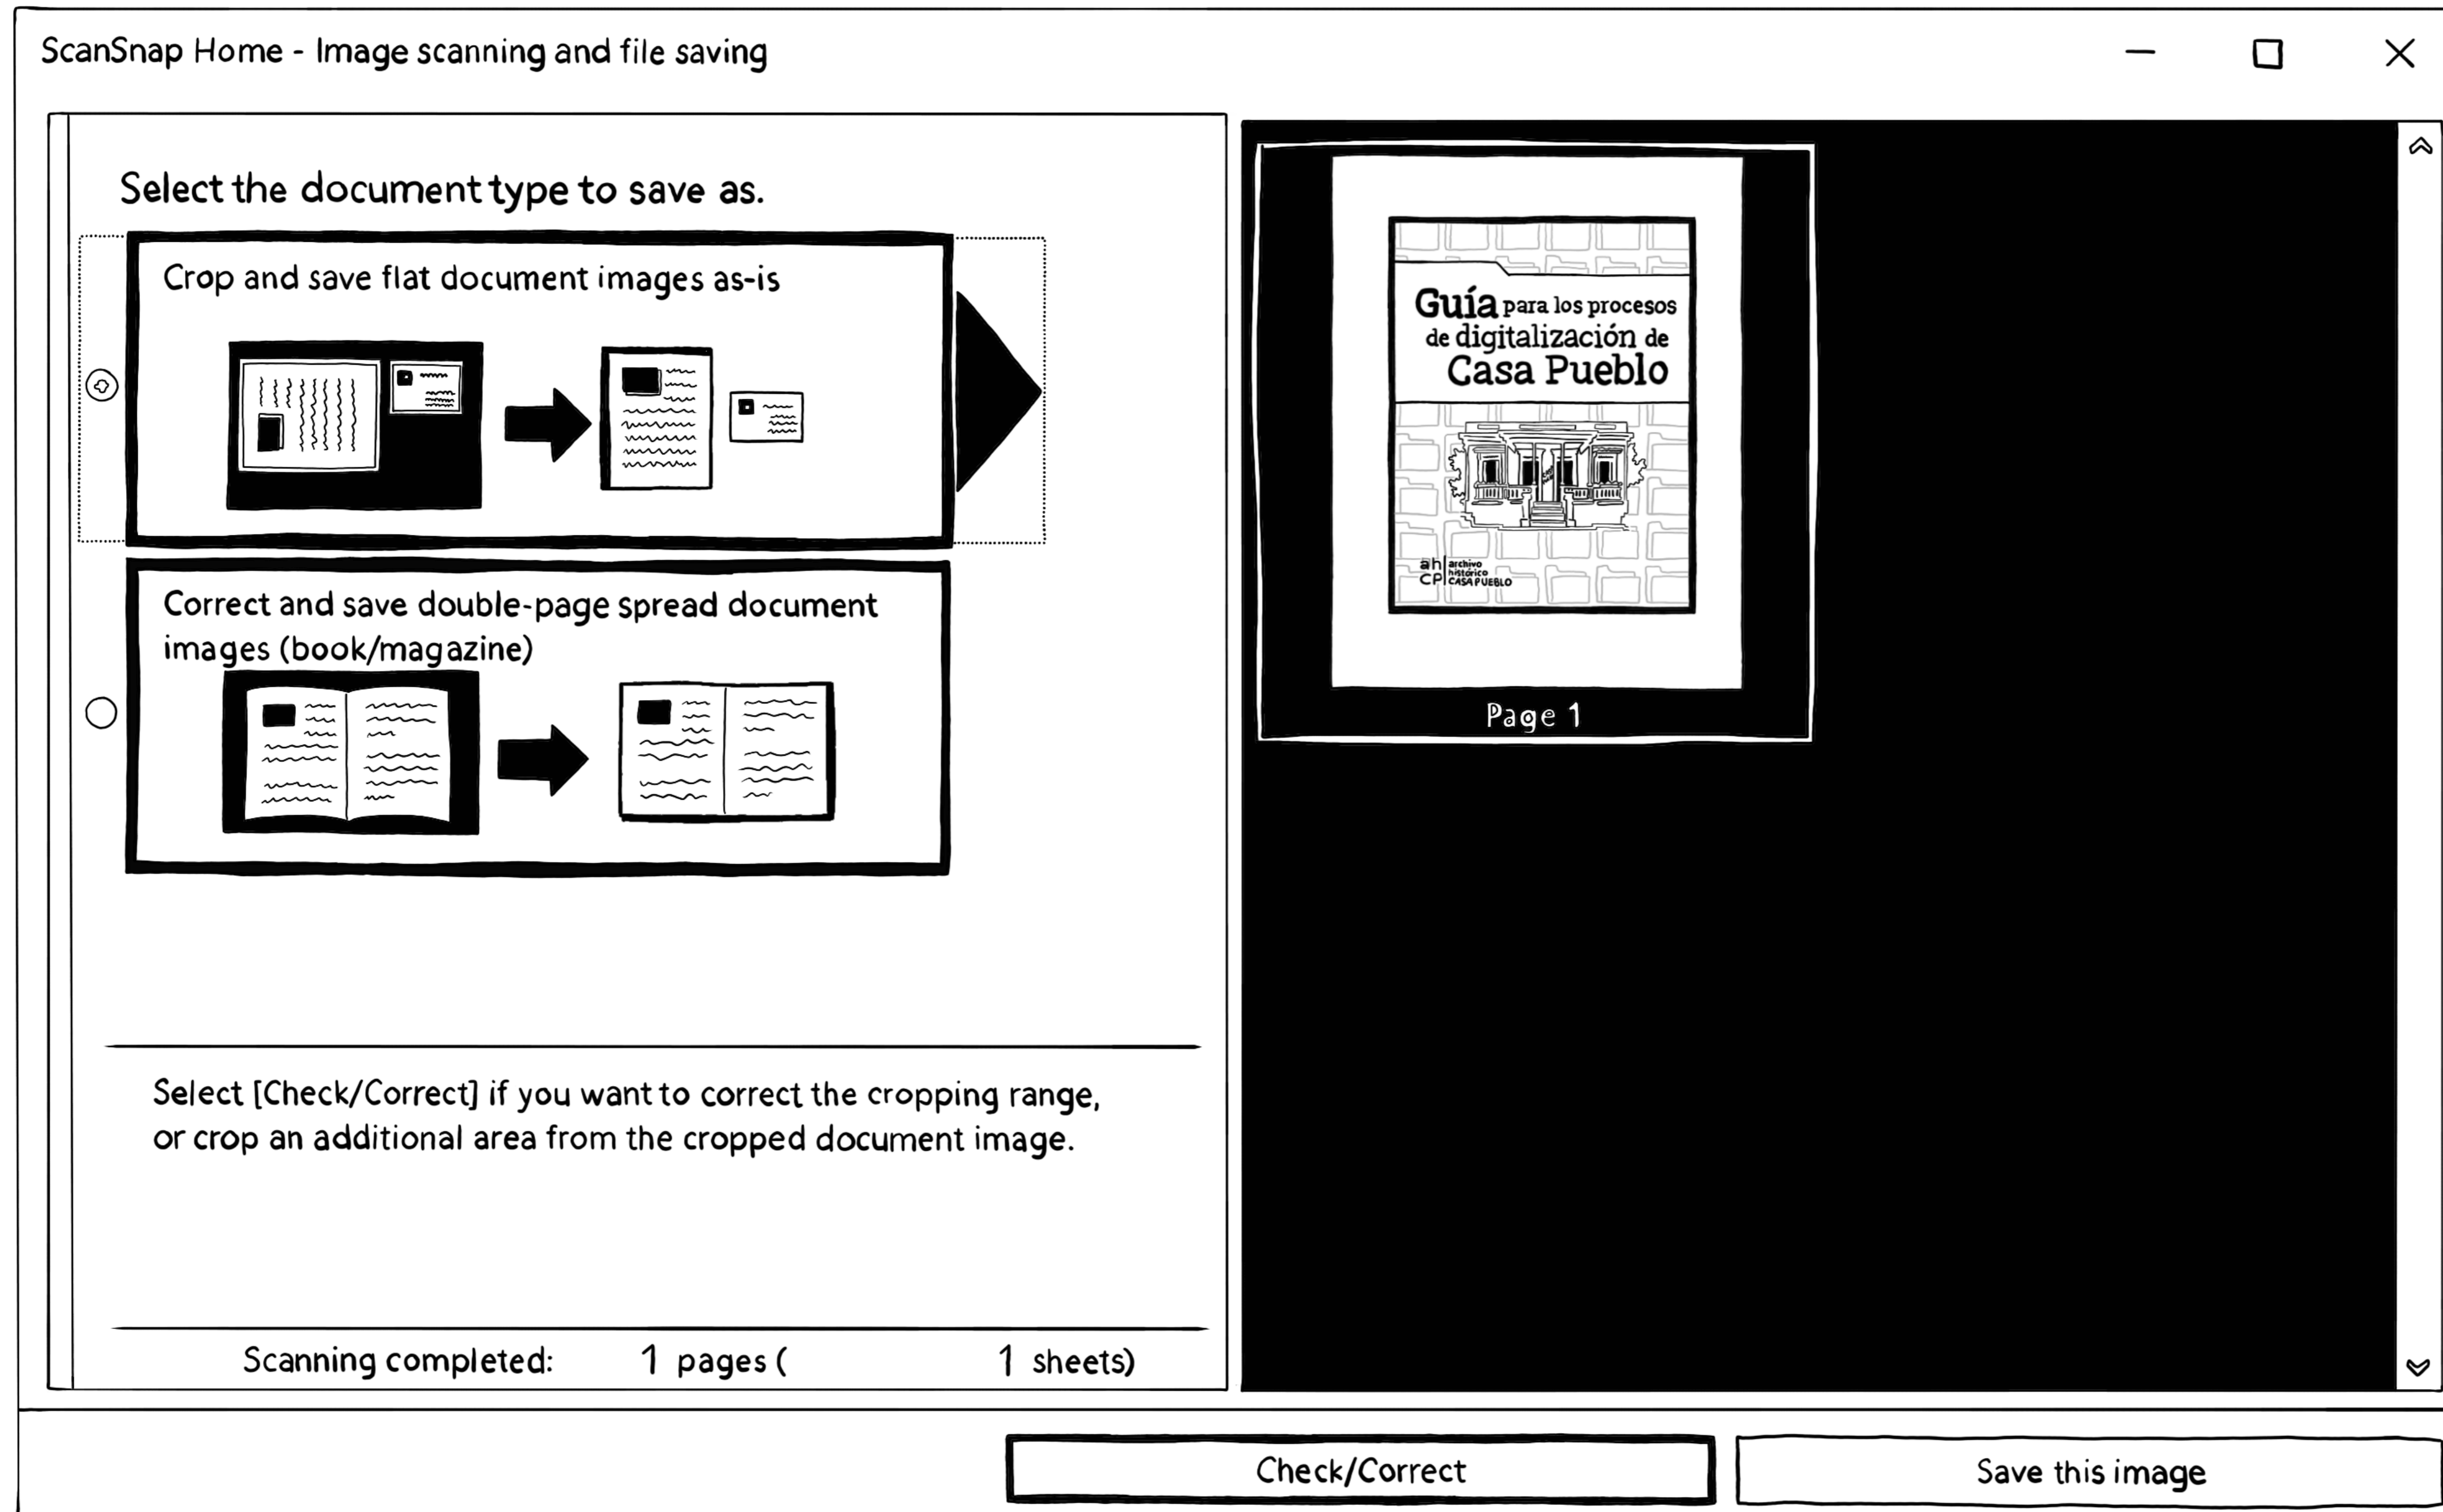 ScanSnap Home - Image scanning and file saving
Select the document type to save as.
Crop and save flat document images as-is
Correct and save double-page spread document
images (book/magazine)
Select [Check/Correct] if you want to correct the cropping range,
or crop an additional area from the cropped document image.
Scanning completed: 1 pages ( 1 sheets)
Guía para los procesos
de digitalización de
Casa Pueblo
ah archivo
histórico
CP CASA PUEBLO
Page 1
Check/Correct
Save this image